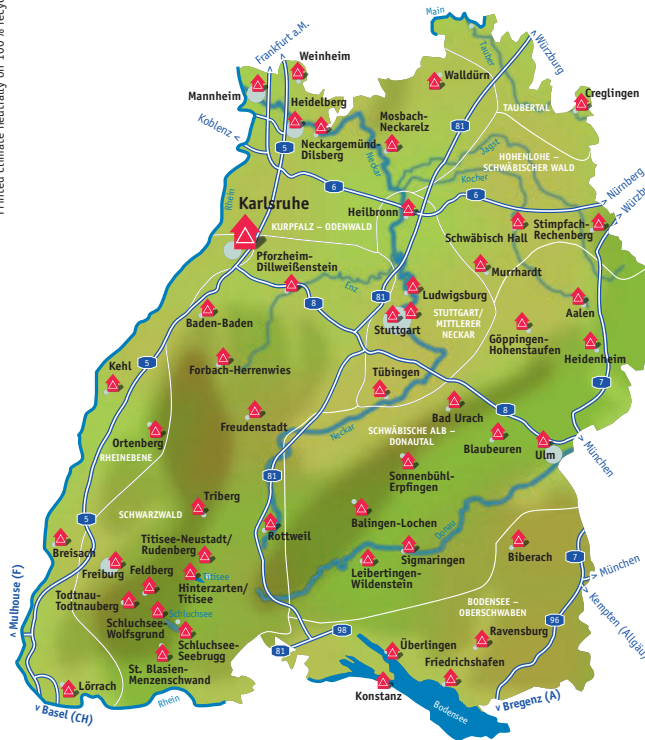 Printed climate neutrally on 100 % recyc
Main
Frankfurt a.M.
Weinheim
Tauber
Würzburg
Walldürn
Mannheim
Creglingen
Heidelberg
TAUBERTAL
Koblenz
Mosbach-
Neckarelz
81
5
Neckargemünd-
Dilsberg
Jagst
HOHENLOHE –
SCHWÄBISCHER WALD
Neckar
Kocher
6
6
Nürnberg
Würzb
Rhein
Karlsruhe
Heilbronn
KURPFALZ – ODENWALD
Schwäbisch Hall
Stimpfach-
Rechenberg
Pforzheim-
Dillweißenstein
Murrhardt
Enz
81
Ludwigsburg
8
Baden-Baden
Stuttgart
STUTTGART/
MITTLERER
NECKAR
Aalen
Göppingen-
Hohenstaufen
Heidenheim
5
Kehl
Forbach-Herrenwies
Tübingen
7
Freudenstadt
Bad Urach
8
Ortenberg
Neckar
SCHWÄBISCHE ALB –
DONAUTAL
Blaubeuren
Ulm
München
RHEINEBENE
Sonnenbühl-
Erpfingen
81
Triberg
SCHWARZWALD
5
Rottweil
Balingen-Lochen
Donau
Breisach
Titisee-Neustadt/
Rudenberg
Sigmaringen
Biberach
7
Freiburg
Feldberg
Titisee
Hinterzarten/
Titisee
Leibertingen-
Wildenstein
München
Mulhouse (F)
Todtnau-
Todtnauberg
Schluchsee
Schluchsee-
Wolfsgrund
BODENSEE –
OBERSCHWABEN
Kempten (Allgäu)
96
98
Schluchsee-
Seebrugg
81
Überlingen
Ravensburg
St. Blasien-
Menzenschwand
Friedrichshafen
Lörrach
Konstanz
Rhein
Basel (CH)
Bodensee
Bregenz (A)